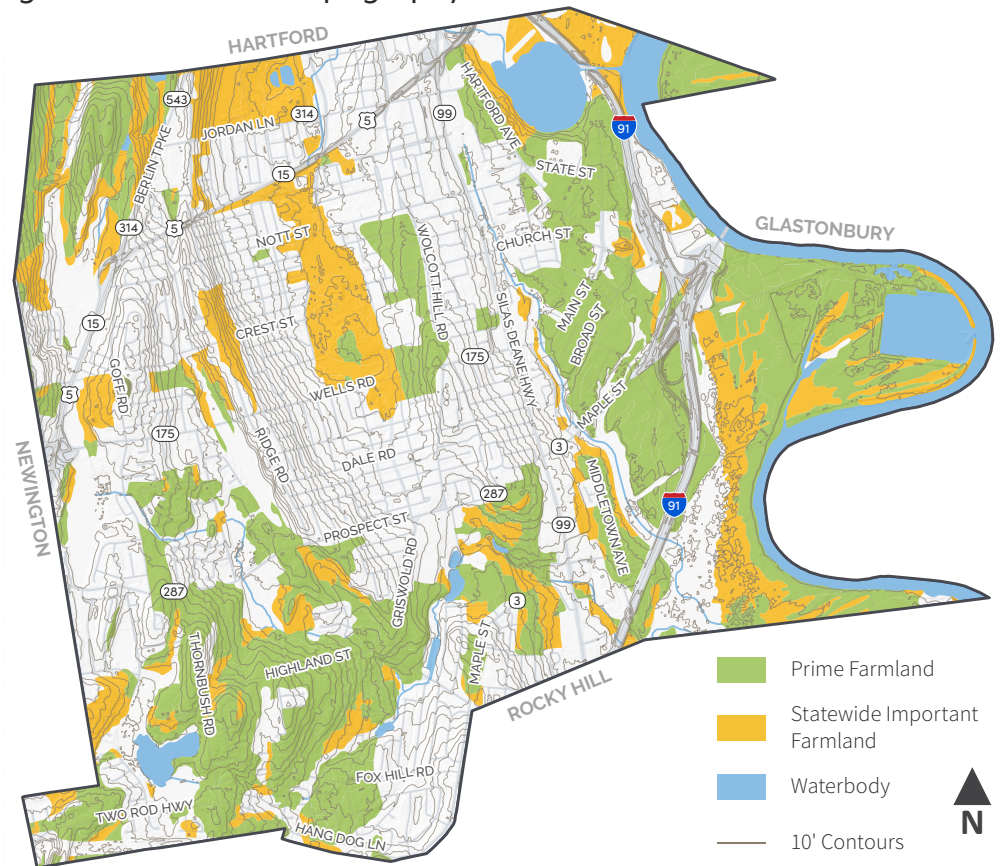 HARTFORD
543
HARTFORD AVE
314
5
99
91
JORDAN LN
BERLIN TPKE
15
STATE ST
314
5
NOTT ST
WOLCOTT HILL RD
CHURCH ST
GLASTONBURY
MAIN ST
BROAD ST
SILAS DEANE HWY
15
CREST ST
175
GOFF RD
5
WELLS RD
MAPLE ST
175
RIDGE RD
DALE RD
3
NEWINGTON
287
MIDDLETOWN AVE
91
PROSPECT ST
99
GRISWOLD RD
287
3
THORNBUSH RD
HIGHLAND ST
MAPLE ST
ROCKY HILL
FOX HILL RD
TWO ROD HWY
HANG DOG LN
Prime Farmland
Statewide Important
Farmland
Waterbody
10' Contours
N